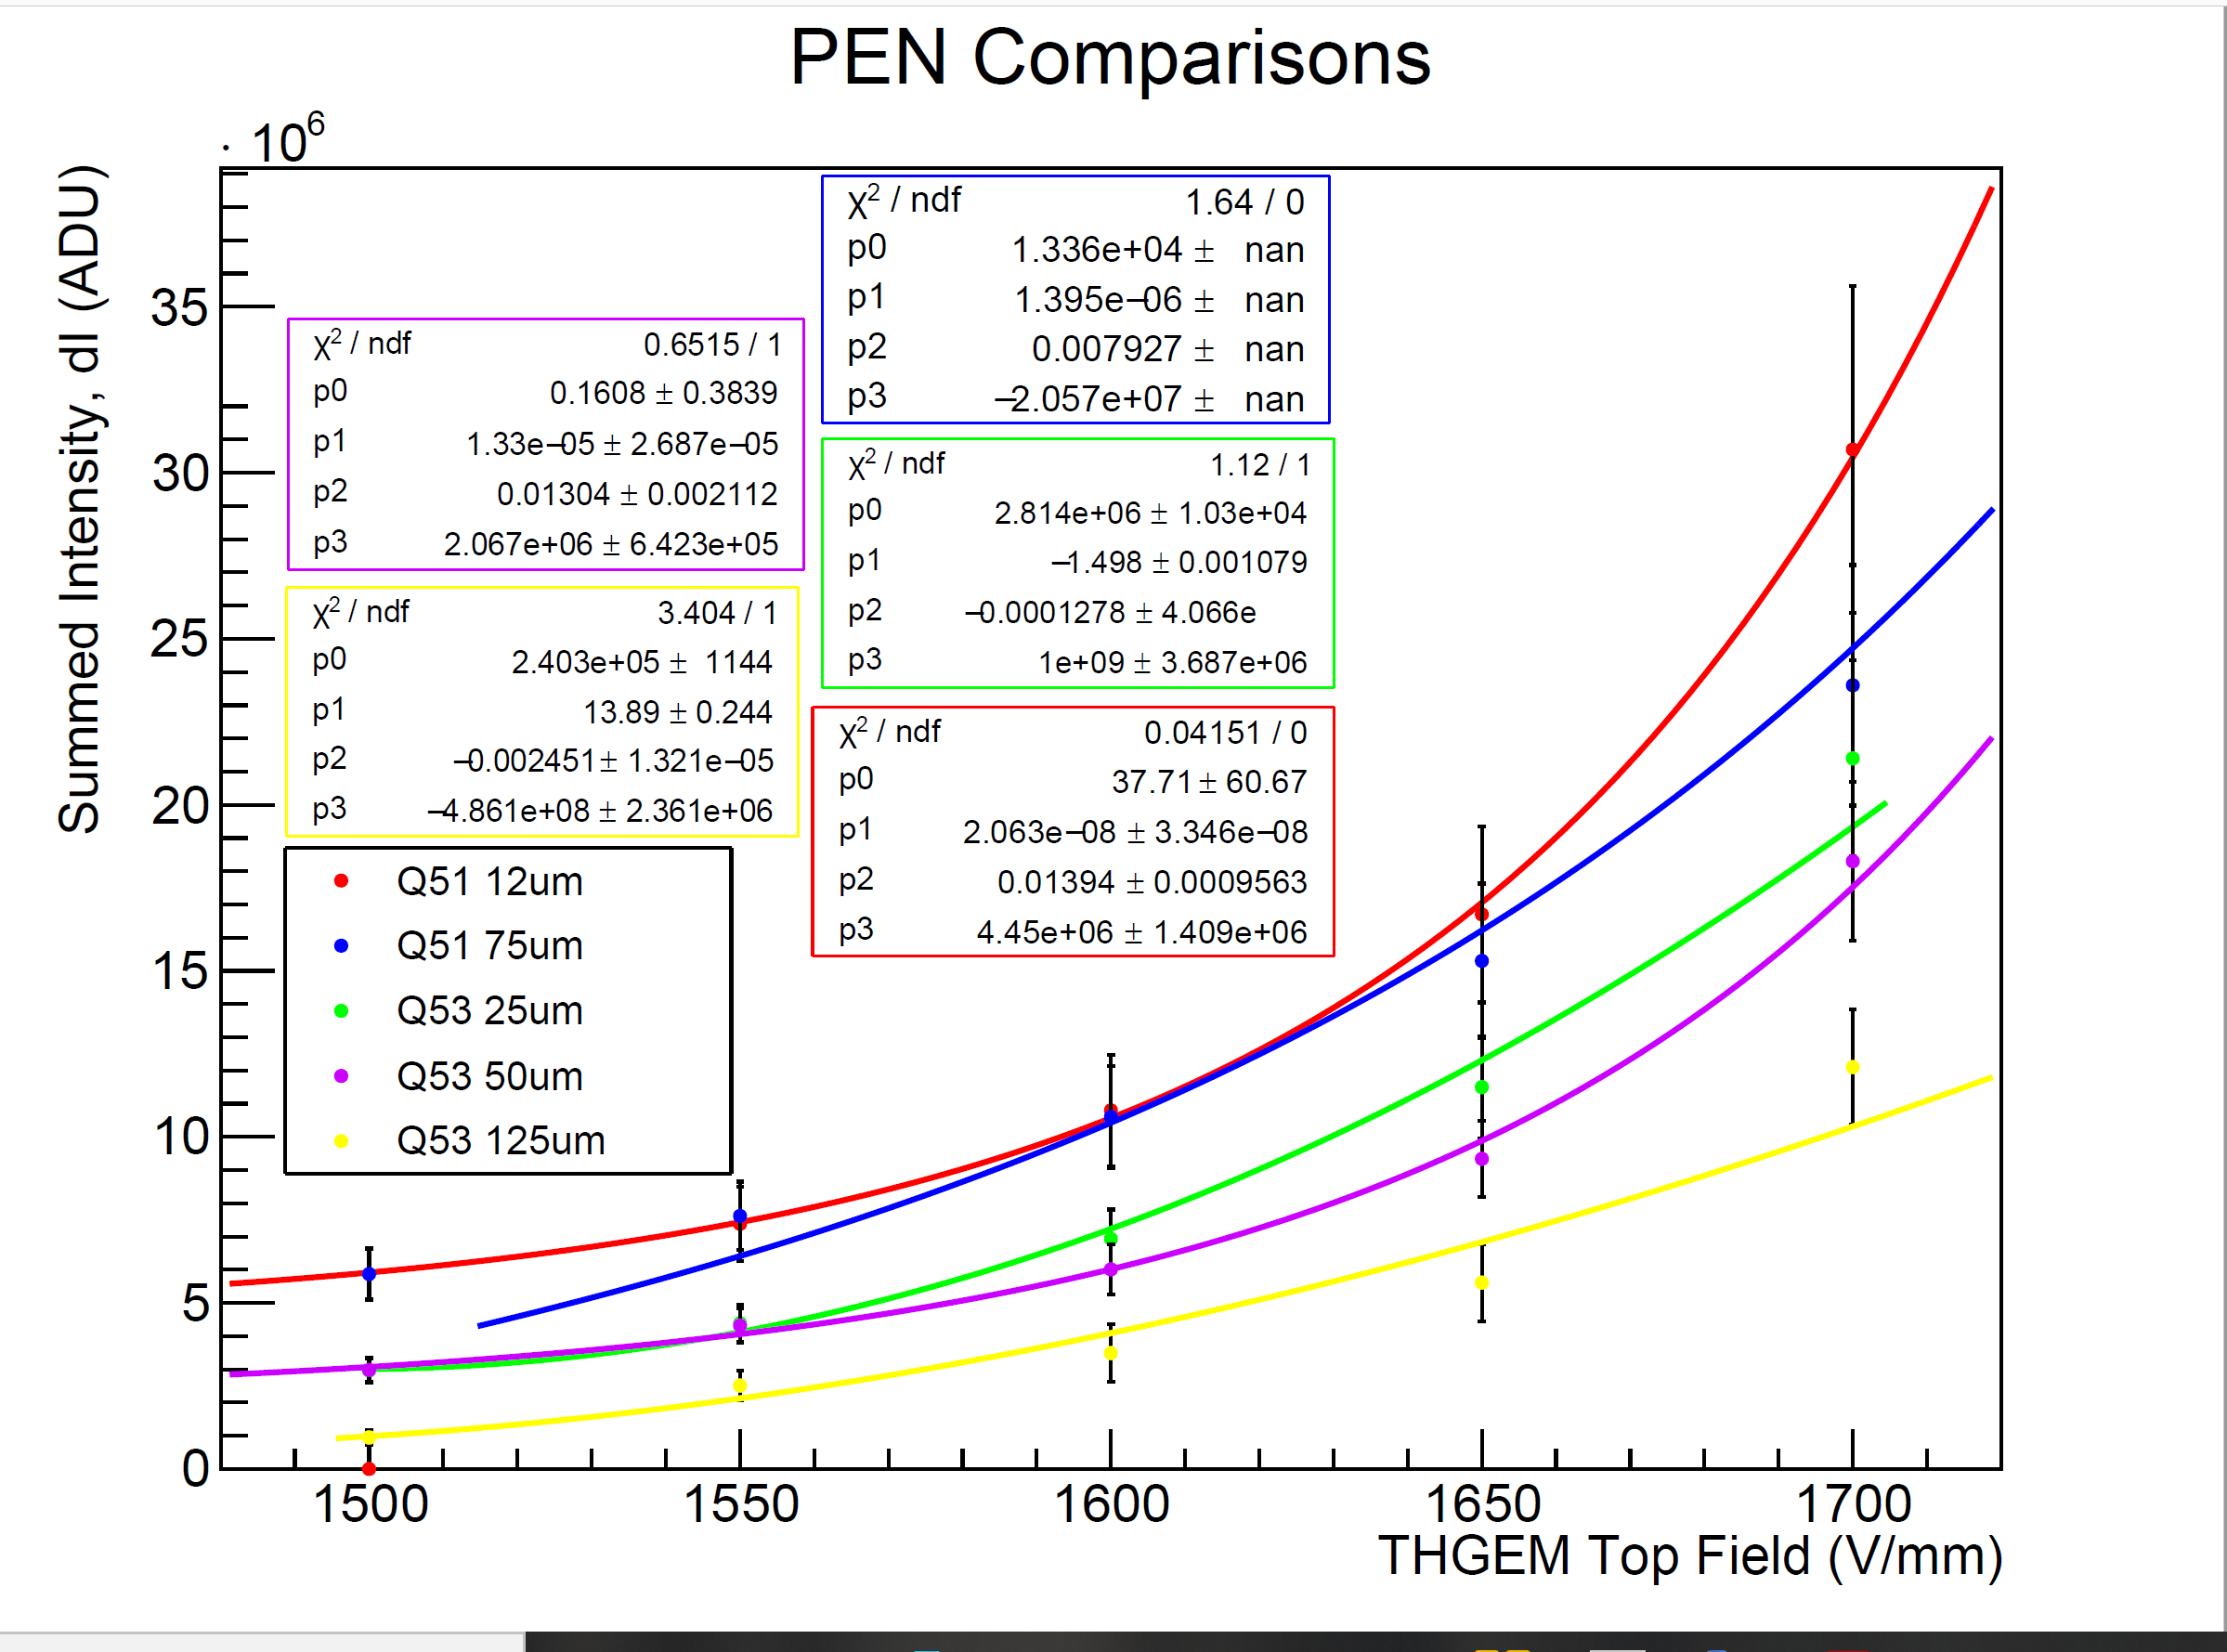 PEN Comparisons
· 10⁶
Summed Intensity, dI (ADU)
35
30
25
20
15
10
5
0
χ² / ndf 1.64 / 0
p0 1.336e+04 ± nan
p1 1.395e−06 ± nan
p2 0.007927 ± nan
p3 −2.057e+07 ± nan
χ² / ndf 0.6515 / 1
p0 0.1608 ± 0.3839
p1 1.33e−05 ± 2.687e−05
p2 0.01304 ± 0.002112
p3 2.067e+06 ± 6.423e+05
χ² / ndf 1.12 / 1
p0 2.814e+06 ± 1.03e+04
p1 −1.498 ± 0.001079
p2 −0.0001278 ± 4.066e
p3 1e+09 ± 3.687e+06
χ² / ndf 3.404 / 1
p0 2.403e+05 ± 1144
p1 13.89 ± 0.244
p2 −0.002451 ± 1.321e−05
p3 −4.861e+08 ± 2.361e+06
χ² / ndf 0.04151 / 0
p0 37.71 ± 60.67
p1 2.063e−08 ± 3.346e−08
p2 0.01394 ± 0.0009563
p3 4.45e+06 ± 1.409e+06
Q51 12um
Q51 75um
Q53 25um
Q53 50um
Q53 125um
1500 1550 1600 1650 1700
THGEM Top Field (V/mm)